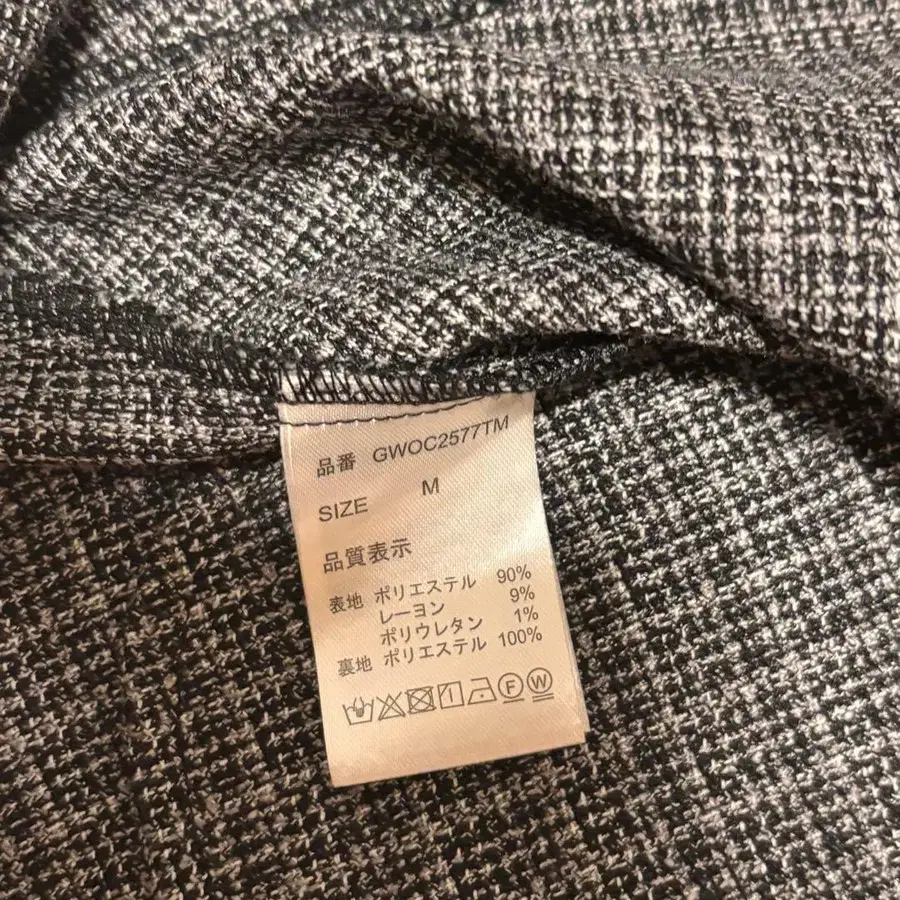 品番 GWOC2577TM
SIZE M
品質表示
表地 ポリエステル 90%
レーヨン 9%
ポリウレタン 1%
裏地 ポリエステル 100%
F W